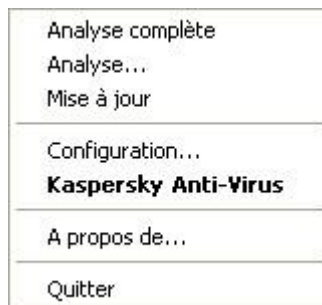 Analyse complète
Analyse...
Mise à jour
Configuration...
Kaspersky Anti-Virus
A propos de...
Quitter